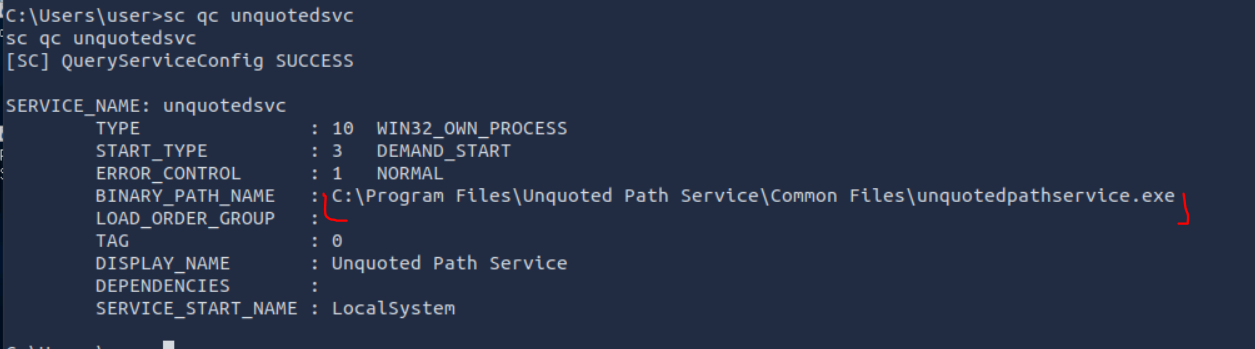 C:\Users\user>sc qc unquotedsvc
sc qc unquotedsvc
[SC] QueryServiceConfig SUCCESS
SERVICE_NAME: unquotedsvc
TYPE : 10 WIN32_OWN_PROCESS
START_TYPE : 3 DEMAND_START
ERROR_CONTROL : 1 NORMAL
BINARY_PATH_NAME : C:\Program Files\Unquoted Path Service\Common Files\unquotedpathservice.exe
LOAD_ORDER_GROUP :
TAG : 0
DISPLAY_NAME : Unquoted Path Service
DEPENDENCIES :
SERVICE_START_NAME : LocalSystem